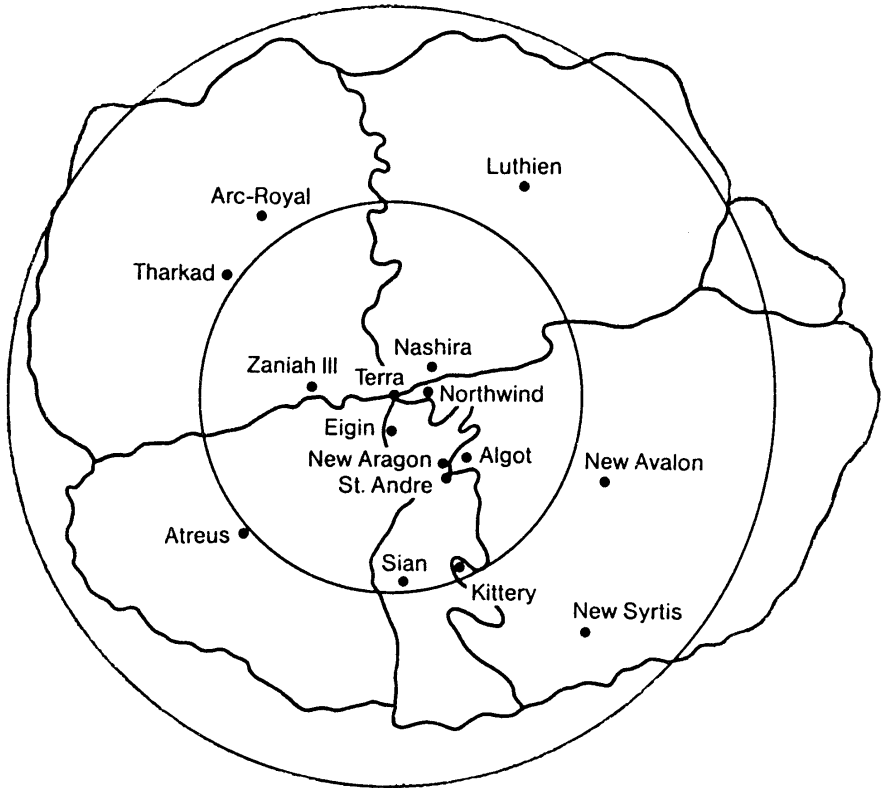 Luthien
Arc-Royal
Tharkad
Nashira
Zaniah III
Terra
Northwind
Eigin
Algot
New Aragon
New Avalon
St. Andre
Atreus
Sian
Kittery
New Syrtis